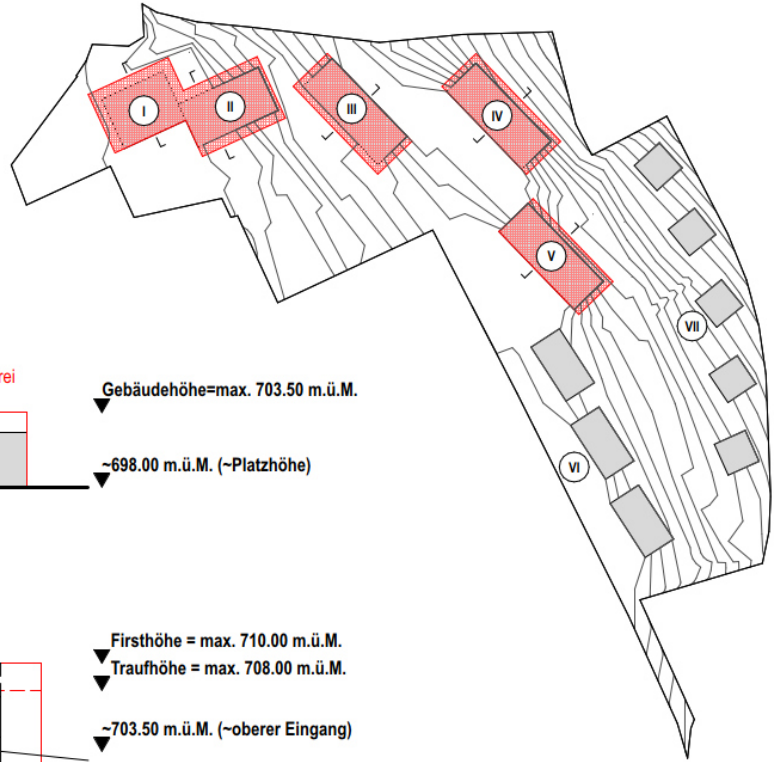 I
II
III
IV
V
VII
VI
rei
Gebäudehöhe=max. 703.50 m.ü.M.
~698.00 m.ü.M. (~Platzhöhe)
Firsthöhe = max. 710.00 m.ü.M.
Traufhöhe = max. 708.00 m.ü.M.
~703.50 m.ü.M. (~oberer Eingang)